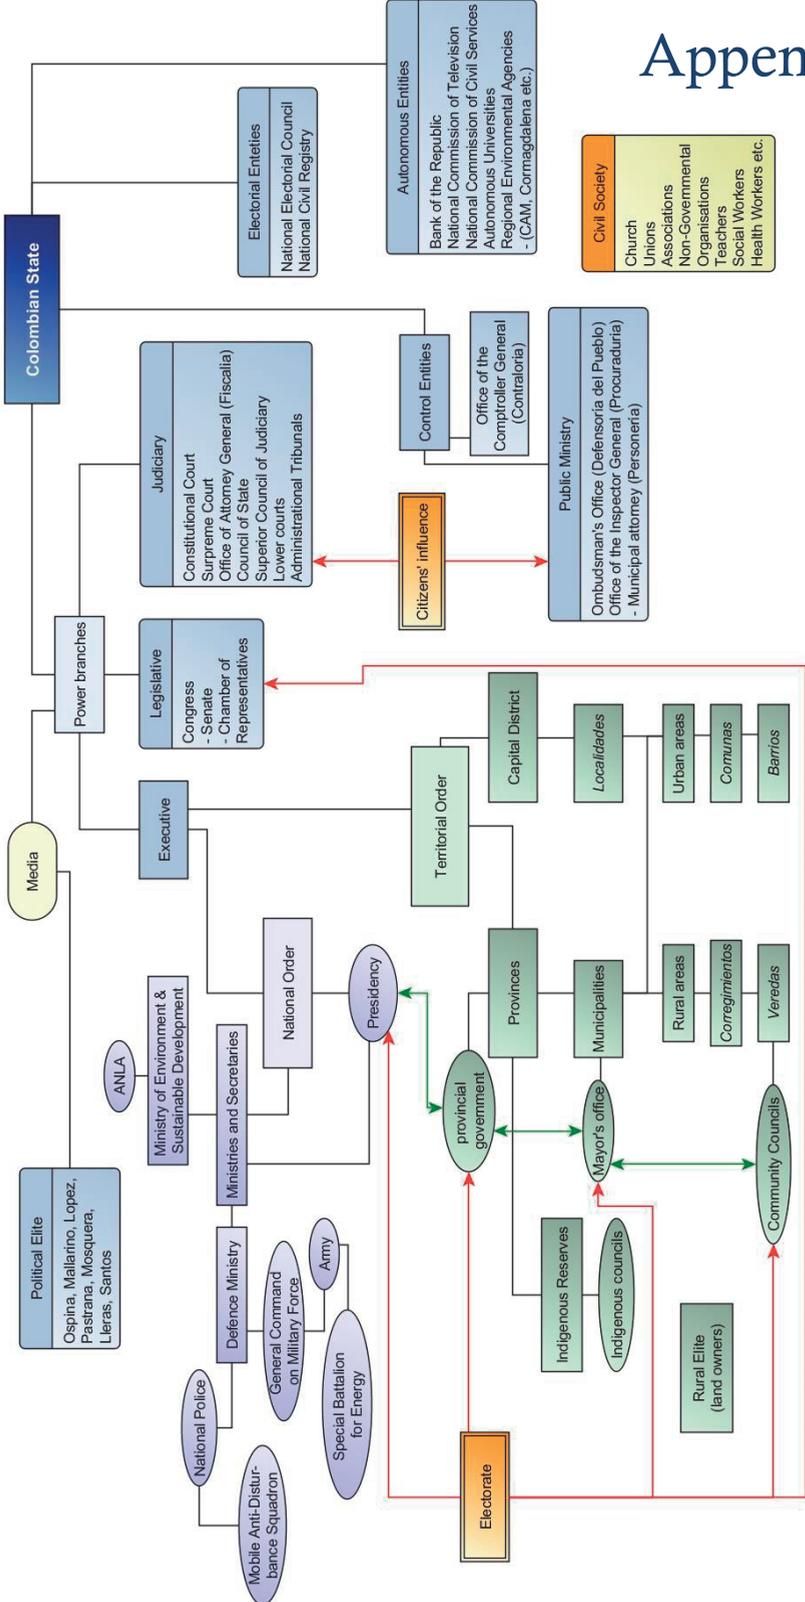 Appen
Colombian State
Media
Political Elite
Ospina, Mallarino, Lopez,
Pastrana, Mosquera,
Lleras, Santos
Power branches
Electorial Enteties
National Electorial Council
National Civil Registry
Autonomous Entities
Bank of the Republic
National Commission of Television
National Commission of Civil Services
Autonomous Universities
Regional Environmental Agencies
- (CAM, Cormagdalena etc.)
Executive
Legislative
Congress
- Senate
- Chamber of
Representatives
Judiciary
Constitutional Court
Surpreme Court
Office of Attorney General (Fiscalia)
Council of State
Superior Council of Judiciary
Lower courts
Administrational Tribunals
Control Entities
Office of the
Comptroller General
(Contraloria)
Public Ministry
Ombudsman's Office (Defensoria del Pueblo)
Office of the Inspector General (Procuraduria)
- Municipal attorney (Personeria)
Citizens' influence
Civil Society
Church
Unions
Associations
Non-Governmental
Organisations
Teachers
Social Workers
Health Workers etc.
ANLA
Ministry of Environment &
Sustainable Development
National Police
Mobile Anti-Distur-
bance Squadron
Defence Ministry
Ministries and Secretaries
National Order
General Command
on Military Force
Army
Special Battalion
for Energy
Presidency
Territorial Order
provincial
government
Provinces
Capital District
Electorate
Indigenous Reserves
Indigenous councils
Mayor's office
Municipalities
Localidades
Rural areas
Urban areas
Corregimientos
Comunas
Rural Elite
(land owners)
Community Councils
Veredas
Barrios